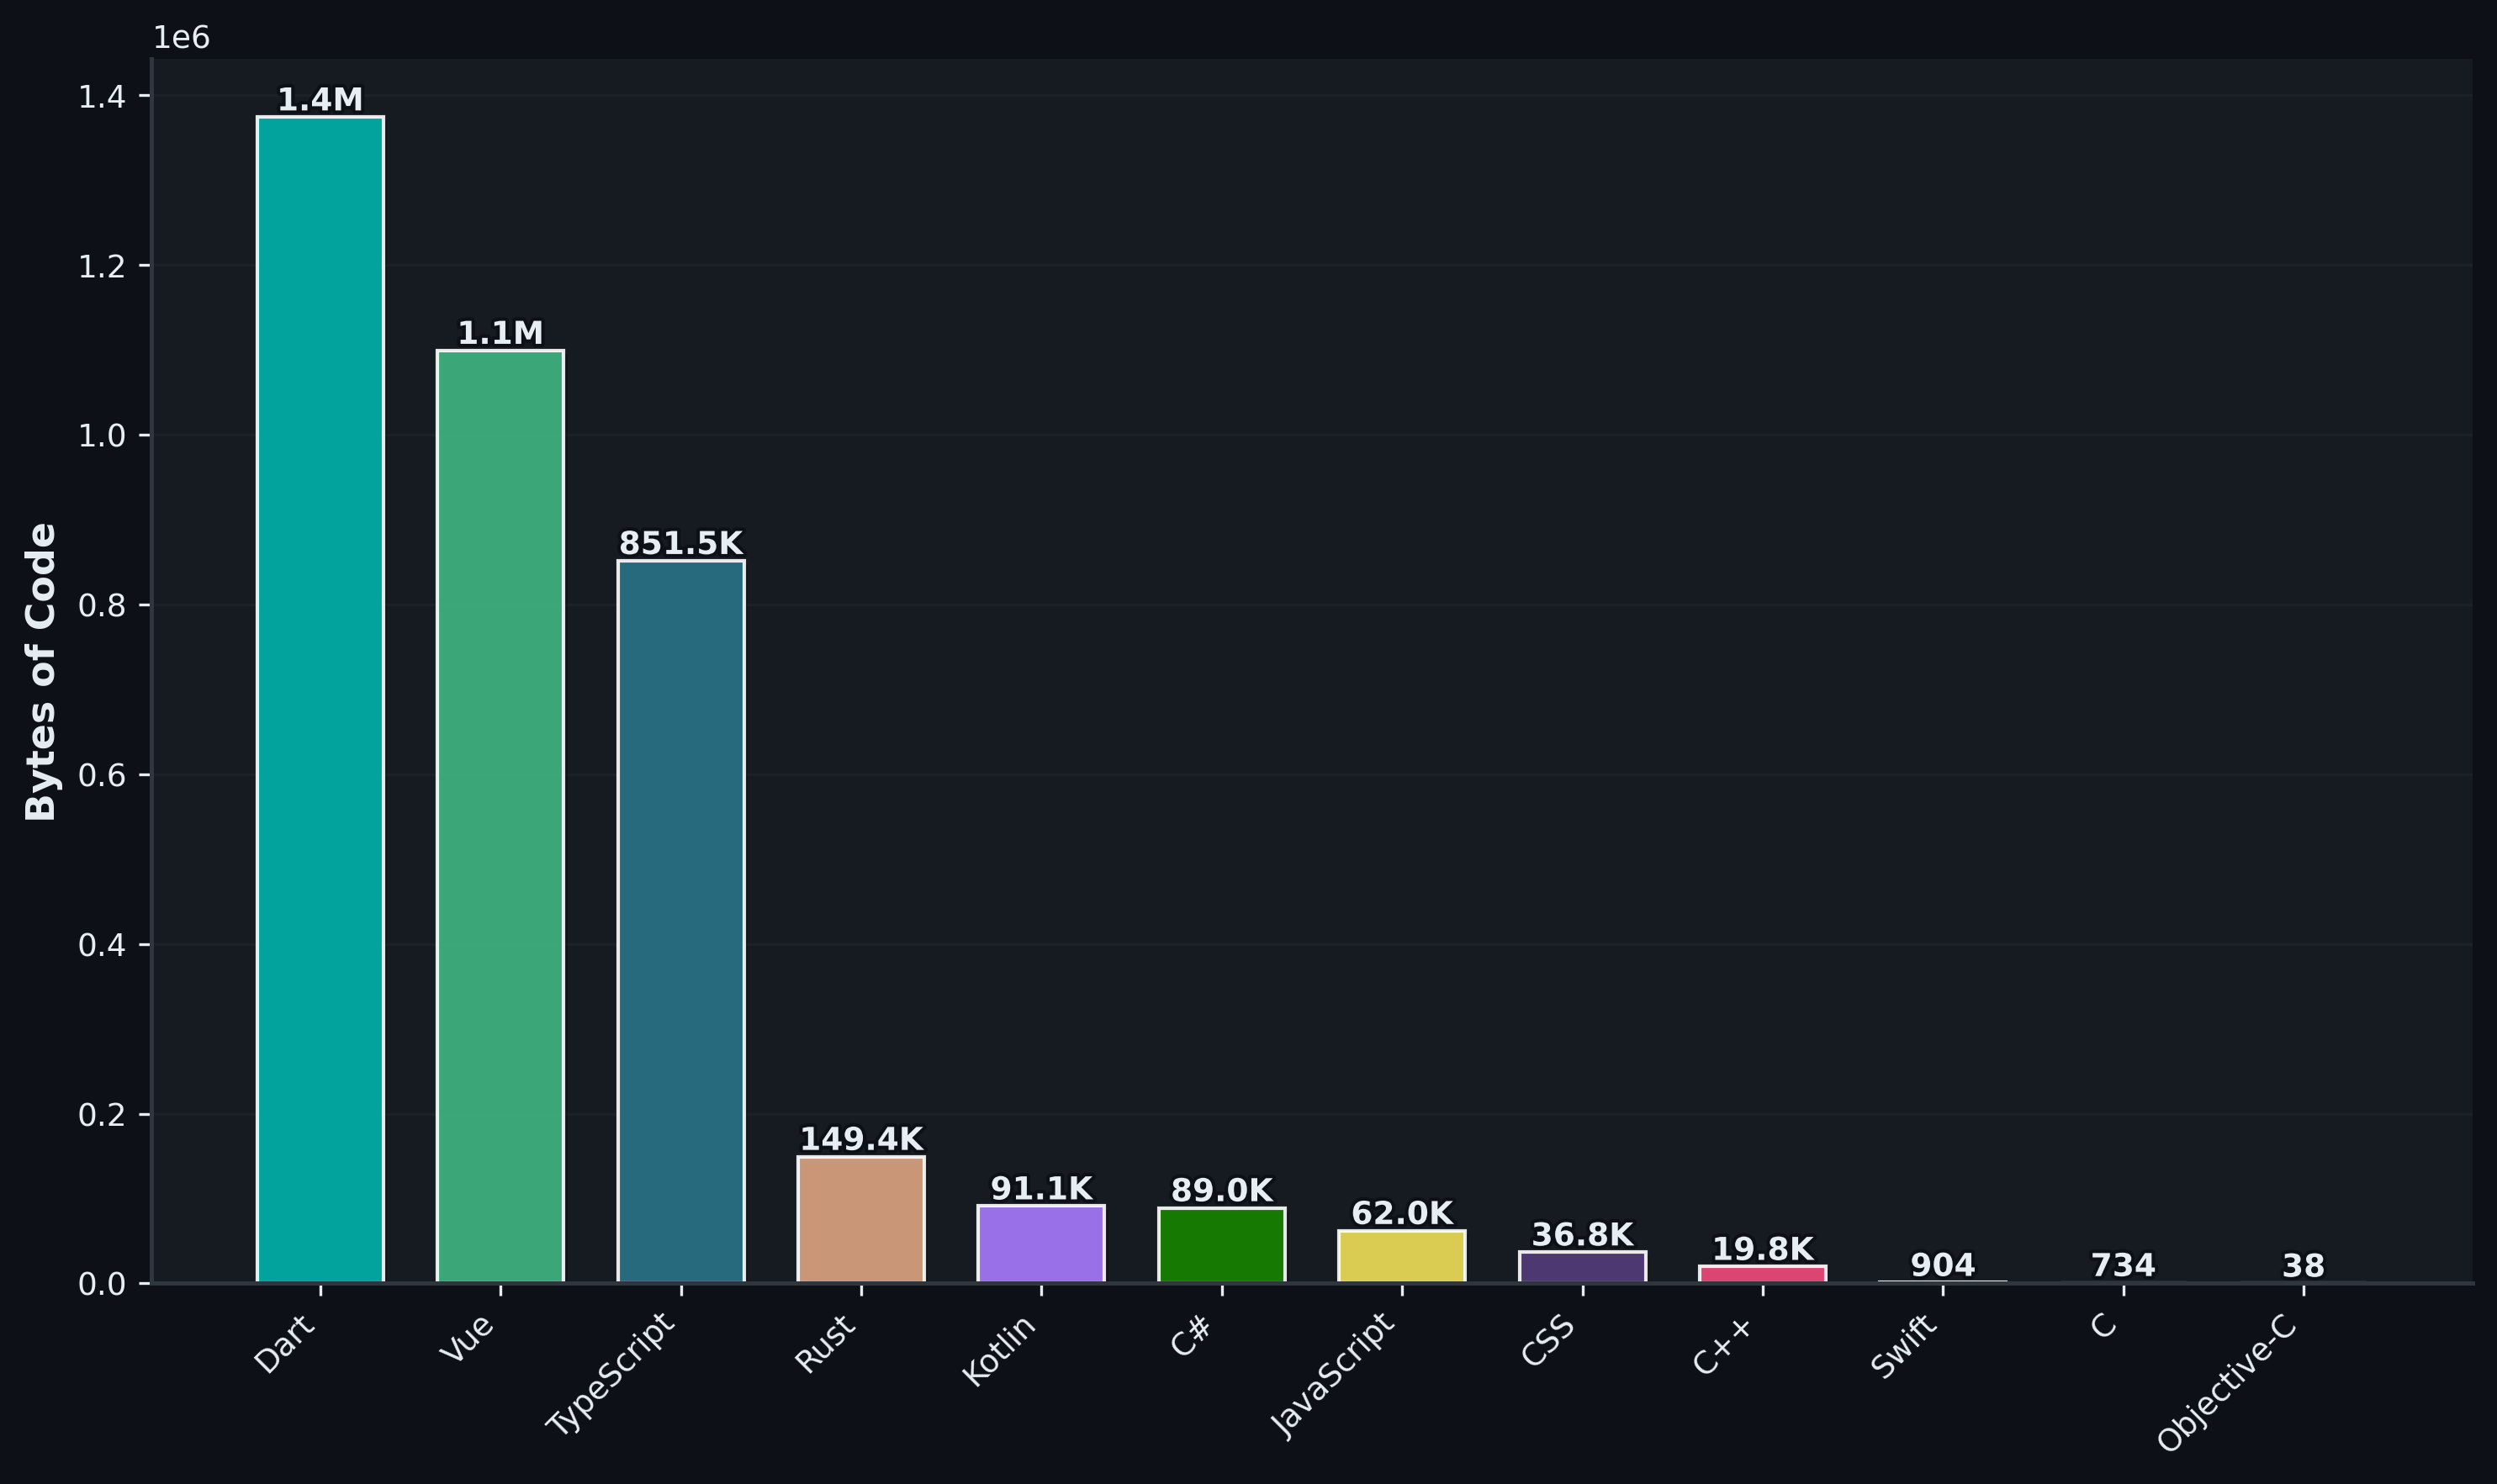 1e6
1.4
1.2
1.0
0.8
0.6
0.4
0.2
0.0
Bytes of Code
1.4M
1.1M
851.5K
149.4K
91.1K
89.0K
62.0K
36.8K
19.8K
904
734
38
Dart
Vue
TypeScript
Rust
Kotlin
C#
JavaScript
CSS
C++
Swift
C
Objective-C